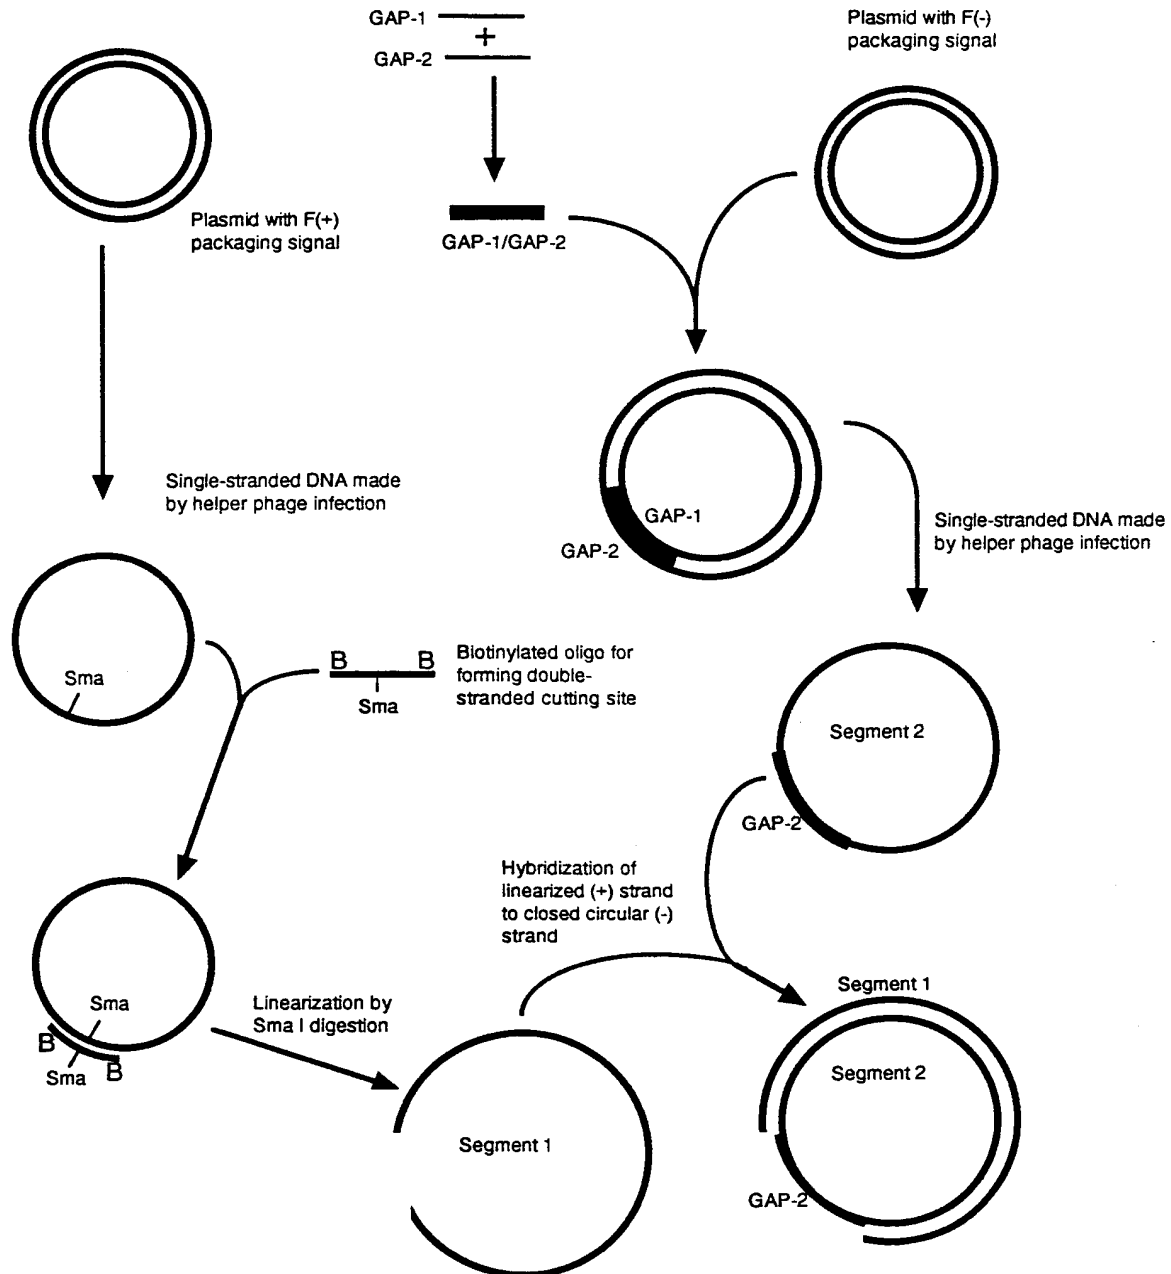 GAP-1
+
GAP-2
Plasmid with F(-)
packaging signal
Plasmid with F(+)
packaging signal
GAP-1/GAP-2
Single-stranded DNA made
by helper phage infection
GAP-1
GAP-2
Single-stranded DNA made
by helper phage infection
Sma
B B
Sma
Biotinylated oligo for
forming double-
stranded cutting site
Segment 2
GAP-2
Hybridization of
linearized (+) strand
to closed circular (-)
strand
Sma
B
Sma
B
Linearization by
Sma I digestion
Segment 1
Segment 1
Segment 2
GAP-2